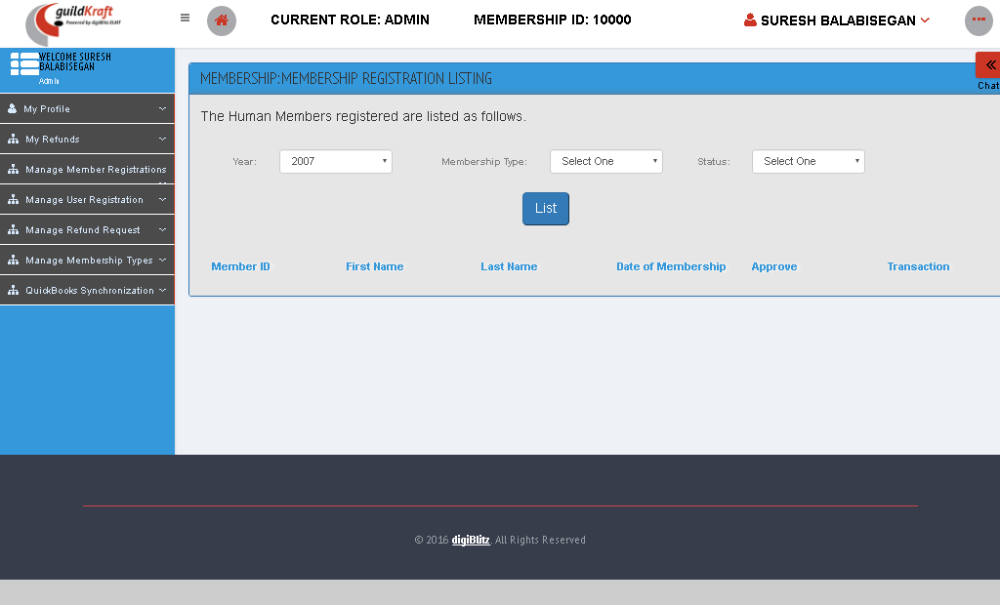 guildKraft
Powered by digiBlitz ELMT
CURRENT ROLE: ADMIN
MEMBERSHIP ID: 10000
SURESH BALABISEGAN
WELCOME SURESH
BALABISEGAN
Admin
My Profile
My Refunds
Manage Member Registrations
Manage User Registration
Manage Refund Request
Manage Membership Types
QuickBooks Synchronization
Chat
MEMBERSHIP:MEMBERSHIP REGISTRATION LISTING
The Human Members registered are listed as follows.
Year: 2007 Membership Type: Select One Status: Select One
List
Member ID First Name Last Name Date of Membership Approve Transaction
© 2016 digiBlitz. All Rights Reserved